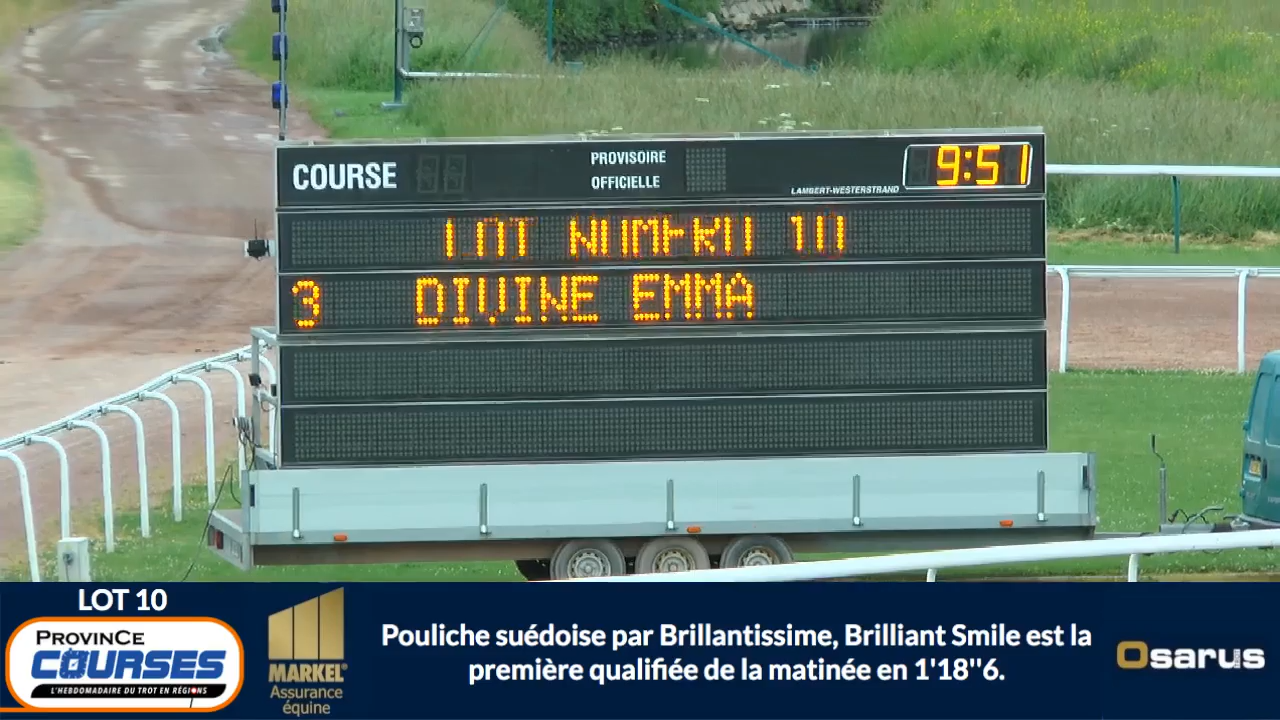 COURSE
PROVISOIRE
OFFICIELLE
LAMBERT-WESTERSTRAND
9:51
LOT NUMERO 10
3 DIVINE EMMA
LOT 10
PROVINCE
COURSES
L'HEBDOMADAIRE DU TROT EN RÉGIONS
MARKEL®
Assurance
équine
Pouliche suédoise par Brillantissime, Brilliant Smile est la
première qualifiée de la matinée en 1'18''6.
Osarus